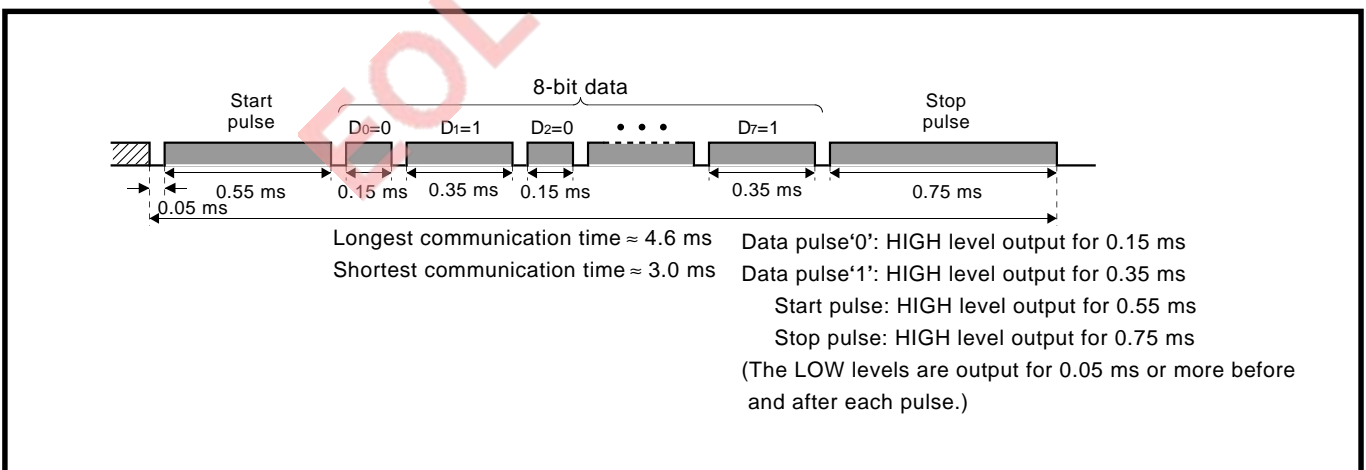 EOL
8-bit data
Start
pulse
Stop
pulse
D0=0 D1=1 D2=0 • • • D7=1
0.55 ms 0.15 ms 0.35 ms 0.15 ms 0.35 ms 0.75 ms
0.05 ms
Longest communication time ≈ 4.6 ms
Shortest communication time ≈ 3.0 ms
Data pulse‘0’: HIGH level output for 0.15 ms
Data pulse‘1’: HIGH level output for 0.35 ms
Start pulse: HIGH level output for 0.55 ms
Stop pulse: HIGH level output for 0.75 ms
(The LOW levels are output for 0.05 ms or more before
and after each pulse.)